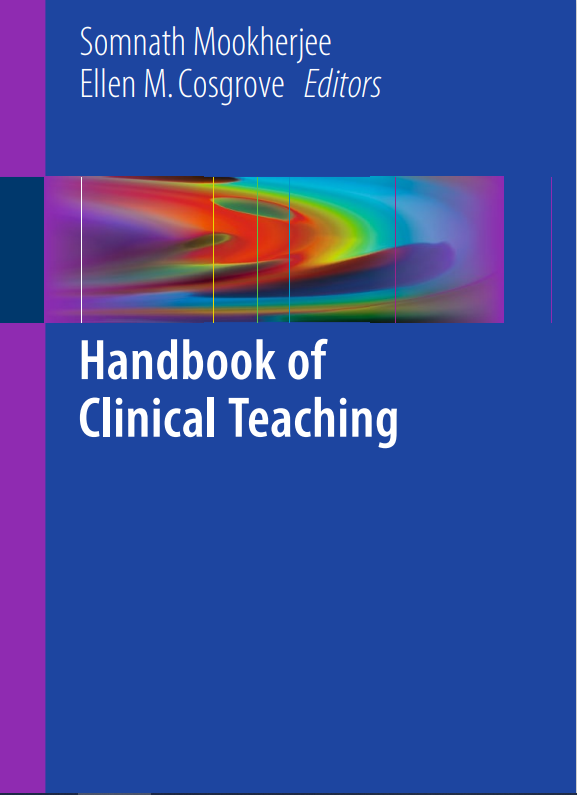 Somnath Mookherjee
Ellen M. Cosgrove Editors
Handbook of
Clinical Teaching